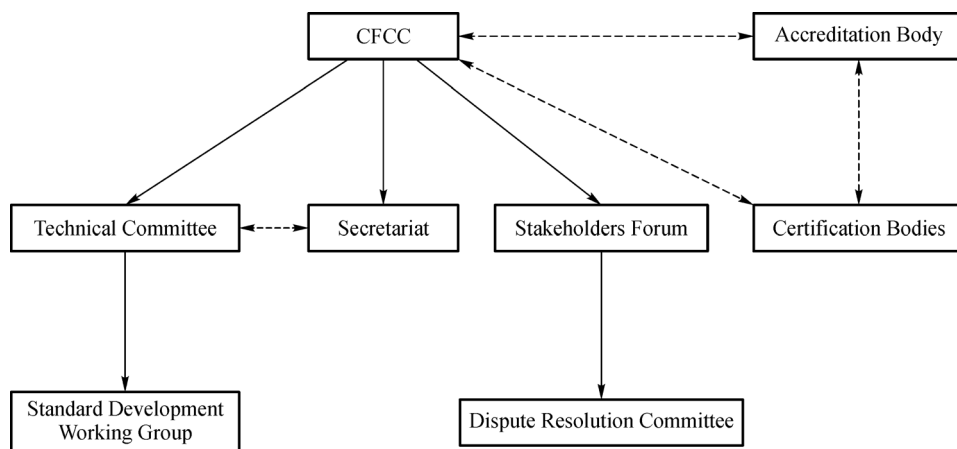 CFCC
Accreditation Body
Technical Committee
Secretariat
Stakeholders Forum
Certification Bodies
Standard Development
Working Group
Dispute Resolution Committee